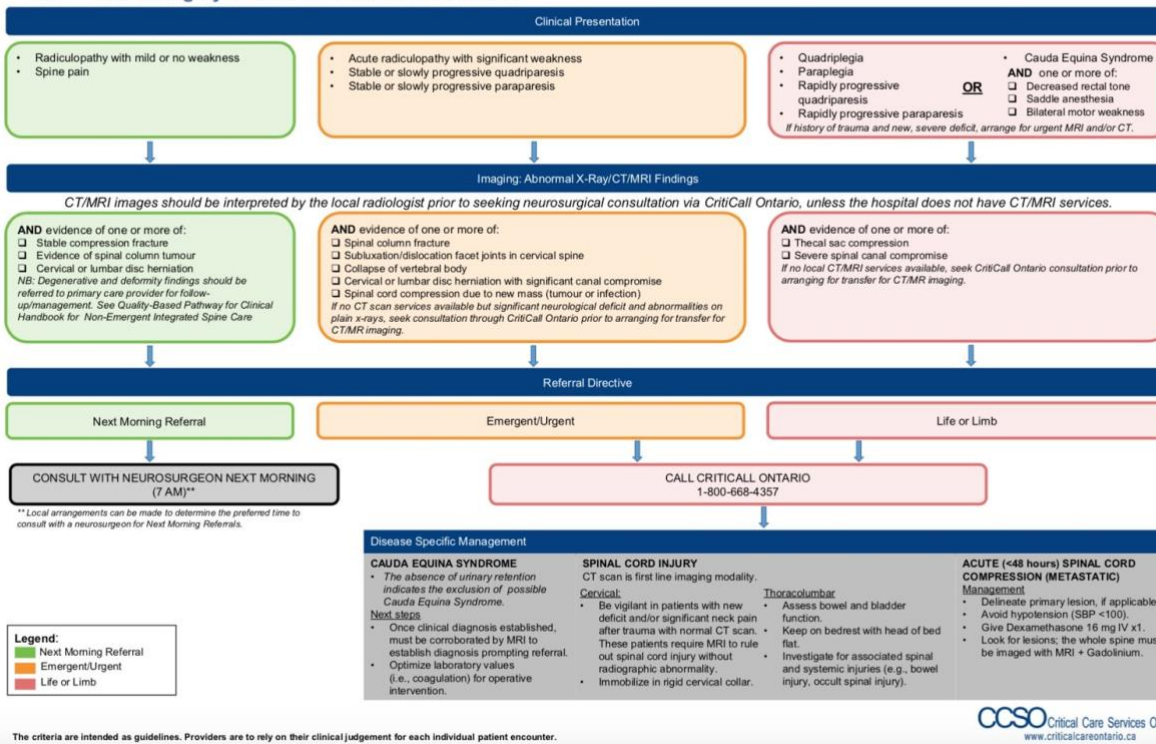 Clinical Presentation
• Radiculopathy with mild or no weakness
• Spine pain
• Acute radiculopathy with significant weakness
• Stable or slowly progressive quadriparesis
• Stable or slowly progressive paraparesis
• Quadriplegia
• Paraplegia
• Rapidly progressive
quadriparesis
• Rapidly progressive paraparesis
OR
• Cauda Equina Syndrome
AND one or more of:
❑ Decreased rectal tone
❑ Saddle anesthesia
❑ Bilateral motor weakness
If history of trauma and new, severe deficit, arrange for urgent MRI and/or CT.
Imaging: Abnormal X-Ray/CT/MRI Findings
CT/MRI images should be interpreted by the local radiologist prior to seeking neurosurgical consultation via CritiCall Ontario, unless the hospital does not have CT/MRI services.
AND evidence of one or more of:
❑ Stable compression fracture
❑ Evidence of spinal column tumour
❑ Cervical or lumbar disc herniation
NB: Degenerative and deformity findings should be
referred to primary care provider for follow-
up/management. See Quality-Based Pathway for Clinical
Handbook for Non-Emergent Integrated Spine Care
AND evidence of one or more of:
❑ Spinal column fracture
❑ Subluxation/dislocation facet joints in cervical spine
❑ Collapse of vertebral body
❑ Cervical or lumbar disc herniation with significant canal compromise
❑ Spinal cord compression due to new mass (tumour or infection)
If no CT scan services available but significant neurological deficit and abnormalities on
plain x-rays, seek consultation through CritiCall Ontario prior to arranging for transfer for
CT/MR imaging.
AND evidence of one or more of:
❑ Thecal sac compression
❑ Severe spinal canal compromise
If no local CT/MRI services available, seek CritiCall Ontario consultation prior to
arranging for transfer for CT/MR imaging.
Referral Directive
Next Morning Referral
Emergent/Urgent
Life or Limb
CONSULT WITH NEUROSURGEON NEXT MORNING
(7 AM)**
** Local arrangements can be made to determine the preferred time to
consult with a neurosurgeon for Next Morning Referrals.
CALL CRITICALL ONTARIO
1-800-668-4357
Disease Specific Management
CAUDA EQUINA SYNDROME
• The absence of urinary retention
indicates the exclusion of possible
Cauda Equina Syndrome.
Next steps
• Once clinical diagnosis established,
must be corroborated by MRI to
establish diagnosis prompting referral.
• Optimize laboratory values
(i.e., coagulation) for operative
intervention.
SPINAL CORD INJURY
CT scan is first line imaging modality.
Cervical:
• Be vigilant in patients with new
deficit and/or significant neck pain
after trauma with normal CT scan.
These patients require MRI to rule
out spinal cord injury without
radiographic abnormality.
• Immobilize in rigid cervical collar.
Thoracolumbar
• Assess bowel and bladder
function.
• Keep on bedrest with head of bed
flat.
• Investigate for associated spinal
and systemic injuries (e.g., bowel
injury, occult spinal injury).
ACUTE (<48 hours) SPINAL CORD
COMPRESSION (METASTATIC)
Management
• Delineate primary lesion, if applicable
• Avoid hypotension (SBP <100).
• Give Dexamethasone 16 mg IV x1.
• Look for lesions; the whole spine mus
be imaged with MRI + Gadolinium.
Legend:
Next Morning Referral
Emergent/Urgent
Life or Limb
The criteria are intended as guidelines. Providers are to rely on their clinical judgement for each individual patient encounter.
CCSO Critical Care Services O
www.criticalcareontario.ca